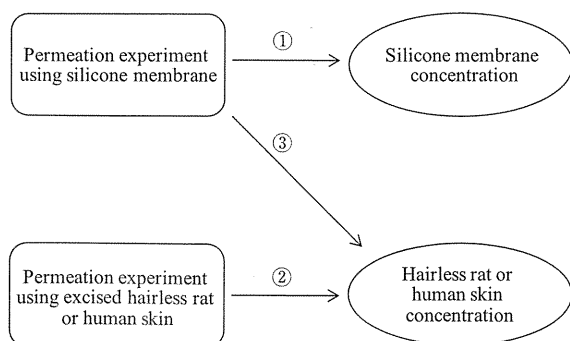 Permeation experiment
using silicone membrane
①
Silicone membrane
concentration
③
Permeation experiment
using excised hairless rat
or human skin
②
Hairless rat or
human skin
concentration